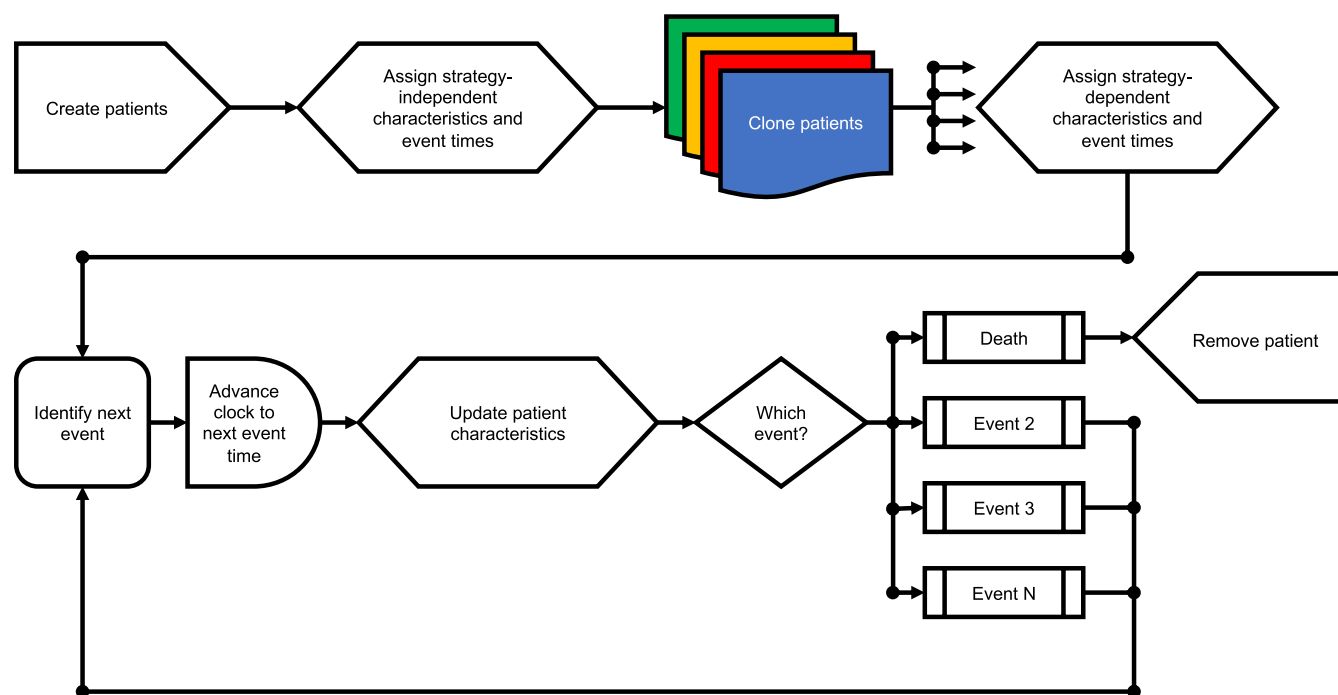 Create patients
Assign strategy-
independent
characteristics and
event times
Clone patients
Assign strategy-
dependent
characteristics and
event times
Identify next
event
Advance
clock to
next event
time
Update patient
characteristics
Which
event?
Death
Remove patient
Event 2
Event 3
Event N